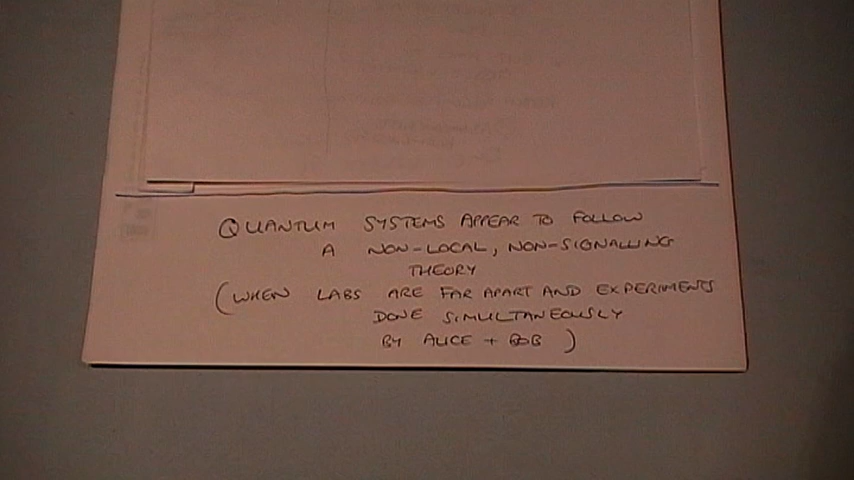 QUANTUM SYSTEMS APPEAR TO FOLLOW
A NON-LOCAL, NON-SIGNALLING
THEORY
(WHEN LABS ARE FAR APART AND EXPERIMENTS
DONE SIMULTANEOUSLY
BY ALICE + BOB)